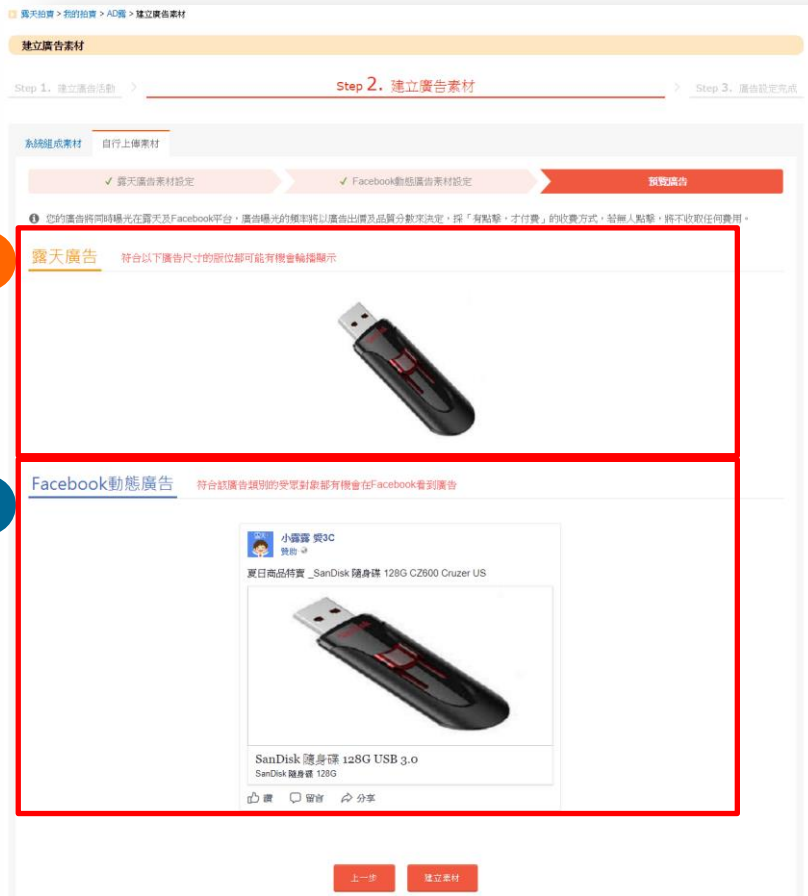 露天拍賣 > 我的拍賣 > AD露 > 建立廣告素材
建立廣告素材
Step 1. 建立廣告活動
Step 2. 建立廣告素材
Step 3. 廣告設定完成
系統組成素材 自行上傳素材
✓ 露天廣告素材設定
✓ Facebook動態廣告素材設定
預覽廣告
您的廣告將同時曝光在露天及Facebook平台，廣告曝光的頻率將以廣告出價及品質分數來決定，採「有點擊，才付費」的收費方式，若無人點擊，將不收取任何費用。
露天廣告 符合以下廣告尺寸的版位都可能有機會輪播顯示
Facebook動態廣告 符合該廣告類別的受眾對象都有機會在Facebook看到廣告
小露露 愛3C
贊助
夏日商品特賣 _SanDisk 隨身碟 128G CZ600 Cruzer US
SanDisk 隨身碟 128G USB 3.0
SanDisk 隨身碟 128G
讚 留言 分享
上一步 建立素材